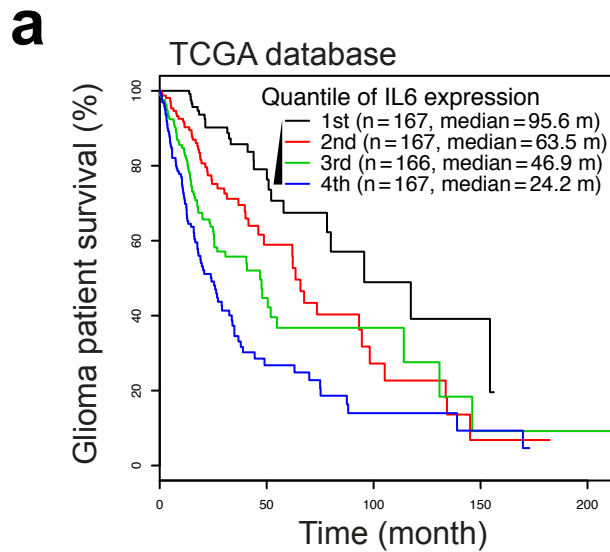 a
TCGA database
Quantile of IL6 expression
1st (n=167, median=95.6 m)
2nd (n=167, median=63.5 m)
3rd (n=166, median=46.9 m)
4th (n=167, median=24.2 m)
Glioma patient survival (%)
100
80
60
40
20
0
0 50 100 150 200
Time (month)